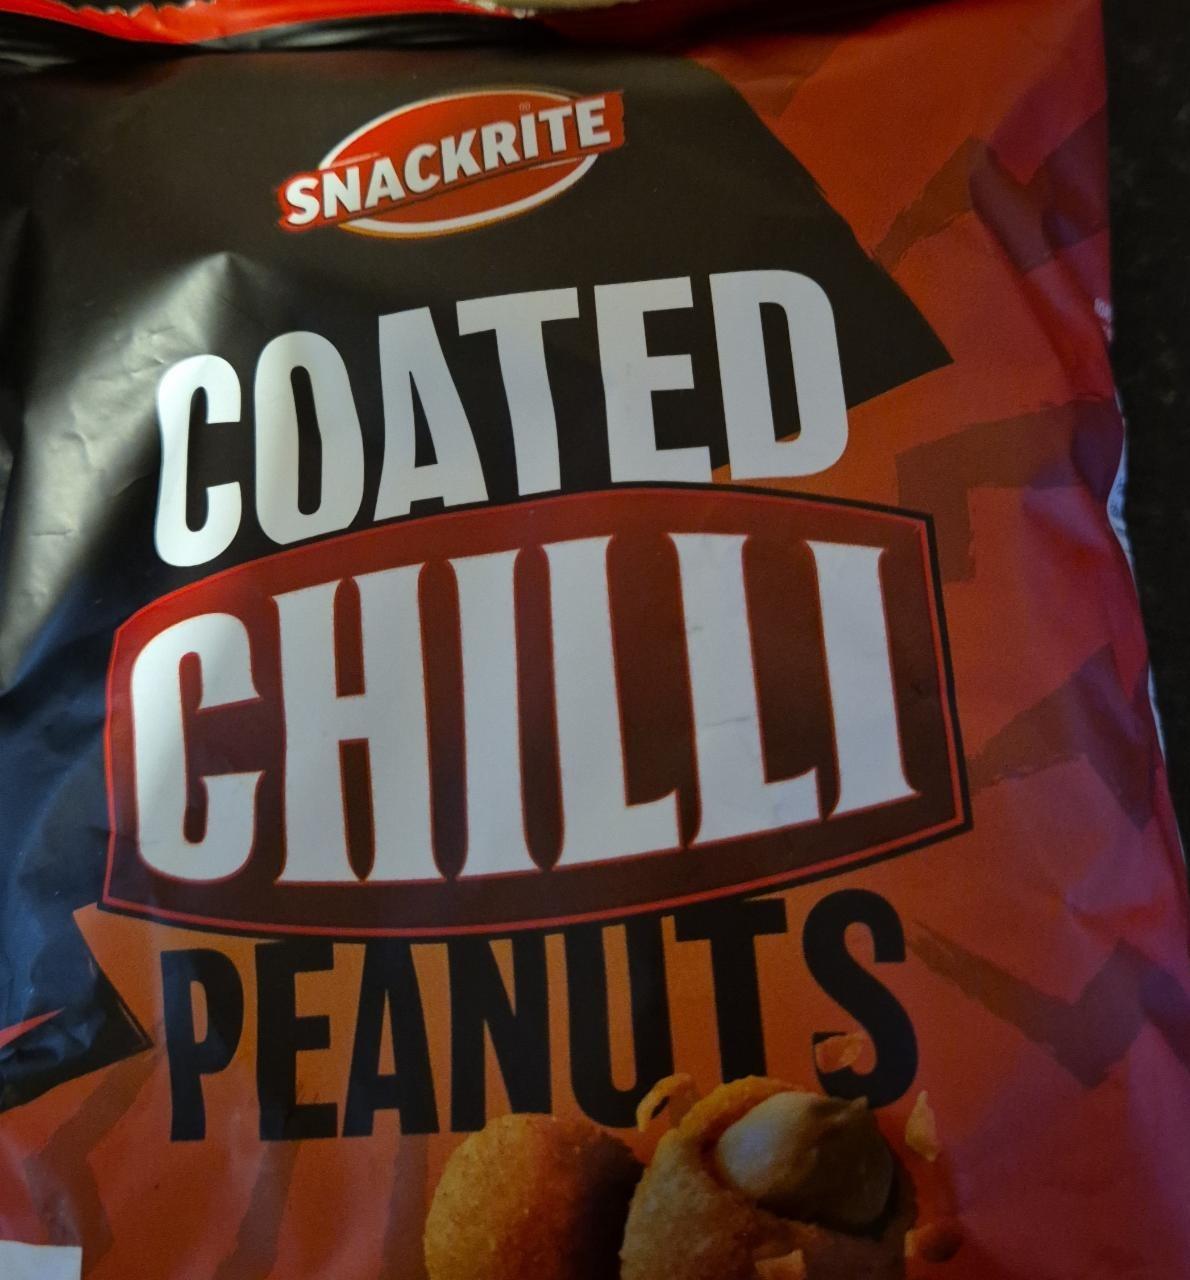 SNACKRITE
COATED
CHILLI
PEANUTS